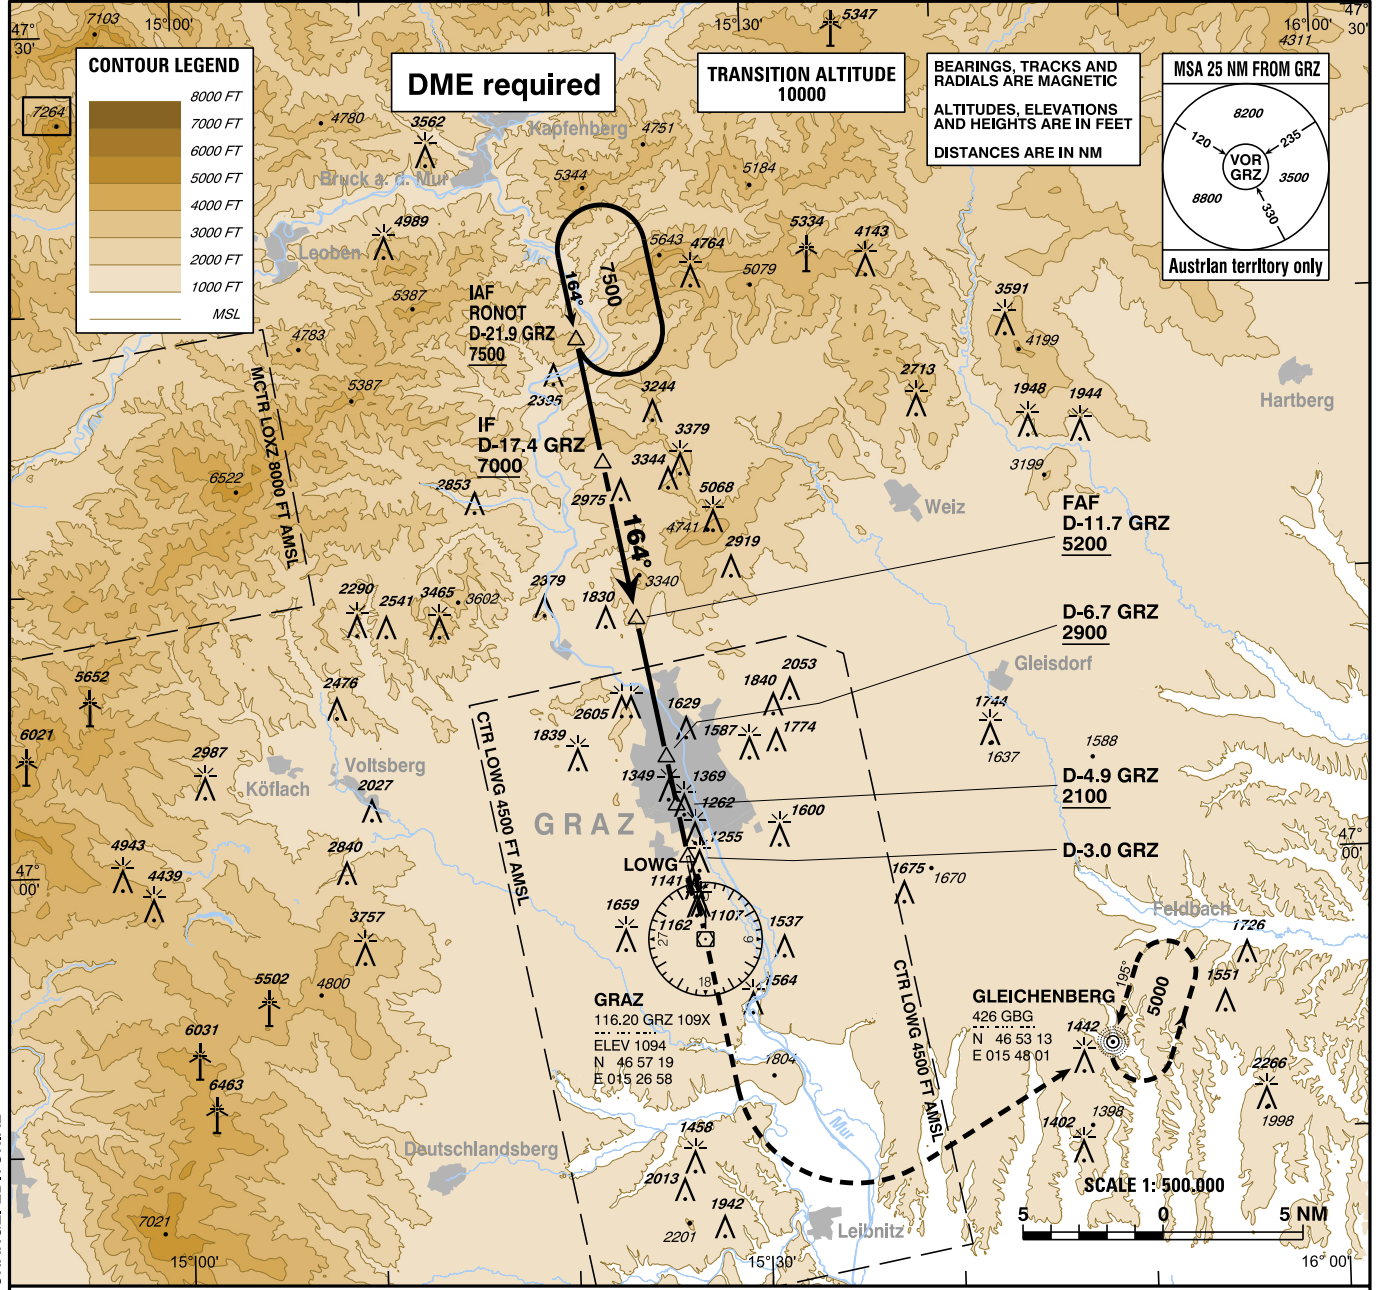 7103
15°00'
15°30'
5347
16°00'
47°
30'
47°
30'
4311
CONTOUR LEGEND
8000 FT
7000 FT
6000 FT
5000 FT
4000 FT
3000 FT
2000 FT
1000 FT
MSL
DME required
TRANSITION ALTITUDE
10000
BEARINGS, TRACKS AND
RADIALS ARE MAGNETIC
ALTITUDES, ELEVATIONS
AND HEIGHTS ARE IN FEET
DISTANCES ARE IN NM
MSA 25 NM FROM GRZ
8200
120
235
VOR
GRZ
3500
8800
330
Austrian territory only
7264
4780
3562
Kapfenberg
4751
Bruck a. d. Mur
5344
5184
4989
Leoben
5643
4764
5334
4143
5079
7500
164°
5387
IAF
RONOT
D-21.9 GRZ
7500
3591
4199
4783
MCTR LOXZ 8000 FT AMSL
5387
2395
3244
2713
1948
1944
Hartberg
IF
D-17.4 GRZ
7000
3379
3344
3199
6522
2853
2975
5068
4741
Weiz
FAF
D-11.7 GRZ
5200
164°
2919
3340
2290
2541
3465
3602
2379
1830
D-6.7 GRZ
2900
Gleisdorf
5652
2476
2053
1840
1629
2605
1587
1774
1744
1637
1588
6021
2987
1839
Köflach
Voitsberg
2027
1349
1369
1262
D-4.9 GRZ
2100
CTR LOWG 4500 FT AMSL
GRAZ
1255
1600
D-3.0 GRZ
47°
00'
47°
00'
4943
4439
2840
LOWG
1141
1675
1670
3757
1659
1162
1107
1537
27
9
18
Feldbach
1726
1551
5502
4800
1564
CTR LOWG 4500 FT AMSL
195°
5000
GRAZ
116.20 GRZ 109X
ELEV 1094
N 46 57 19
E 015 26 58
GLEICHENBERG
426 GBG
N 46 53 13
E 015 48 01
1442
6031
6463
1804
2266
1998
1398
1402
Mur
Deutschlandsberg
1458
2013
1942
2201
Leibnitz
SCALE 1: 500.000
5 0 5 NM
7021
15°00'
15°30'
16°00'